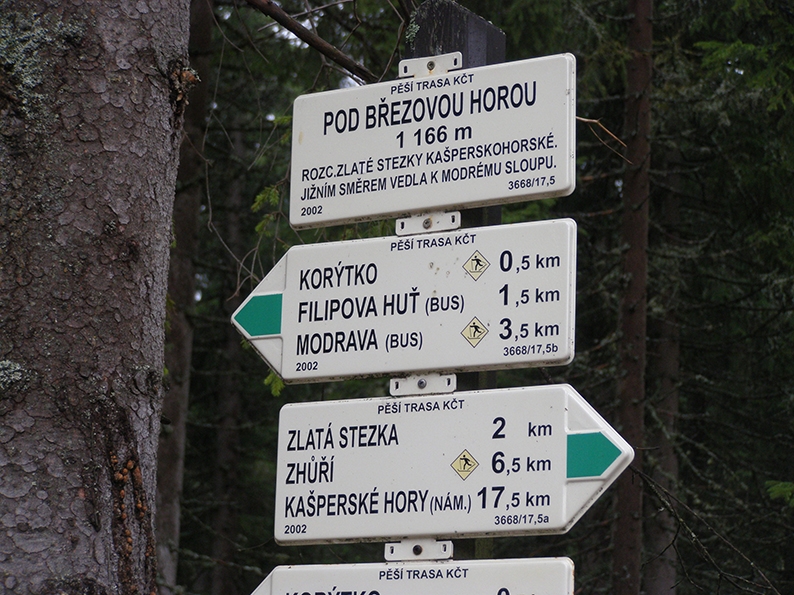 PĚŠÍ TRASA KČT
POD BŘEZOVOU HOROU
1 166 m
ROZC.ZLATÉ STEZKY KAŠPERSKOHORSKÉ.
JIŽNÍM SMĚREM VEDLA K MODRÉMU SLOUPU.
2002 3668/17,5
PĚŠÍ TRASA KČT
KORÝTKO 0,5 km
FILIPOVA HUŤ (BUS) 1,5 km
MODRAVA (BUS) 3,5 km
2002 3668/17,5b
PĚŠÍ TRASA KČT
ZLATÁ STEZKA 2 km
ZHŮŘÍ 6,5 km
KAŠPERSKÉ HORY (NÁM.) 17,5 km
2002 3668/17,5a
PĚŠÍ TRASA KČT
KORÝTKO